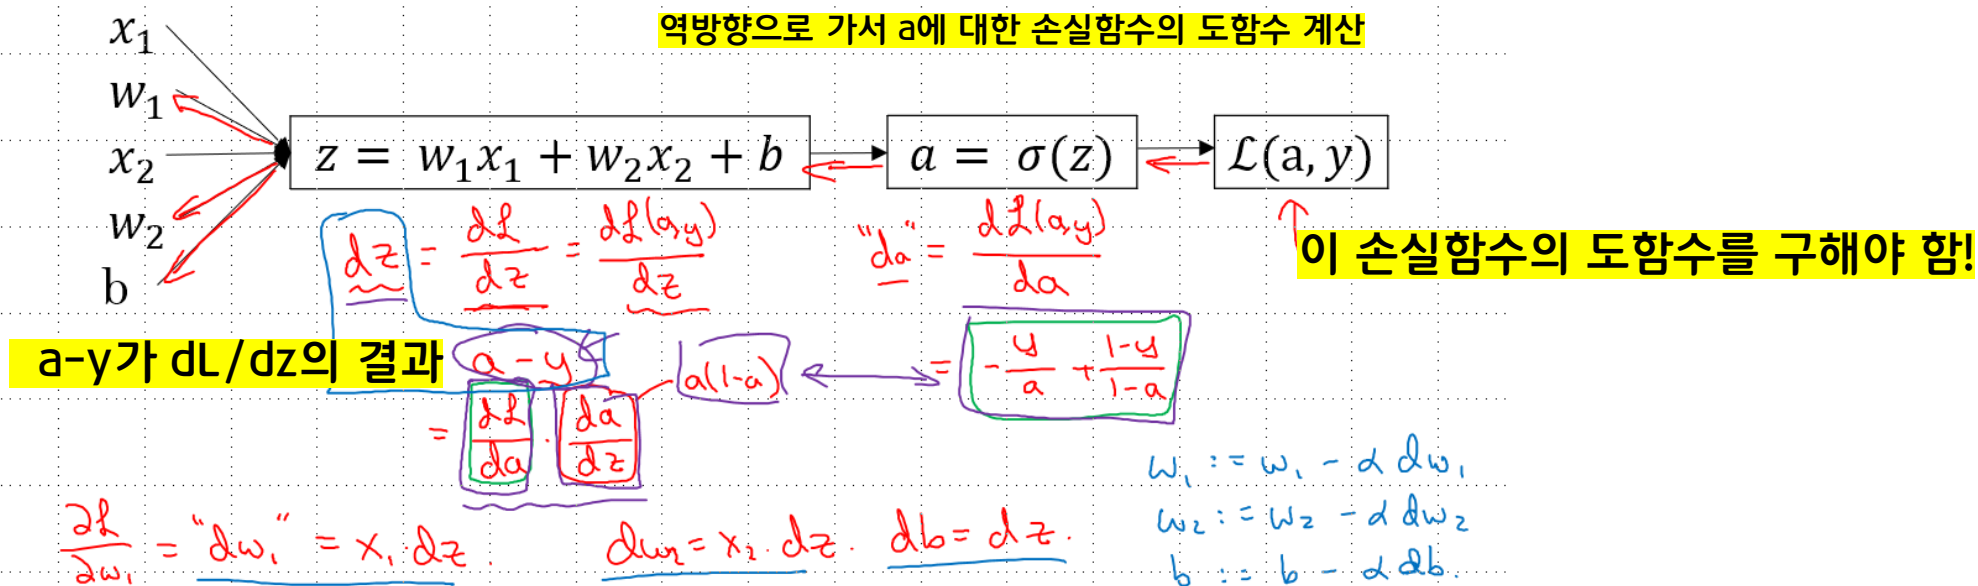 역방향으로 가서 a에 대한 손실함수의 도함수 계산
x₁
w₁
x₂
w₂
b
z = w₁x₁ + w₂x₂ + b
a = σ(z)
ℒ(a, y)
dz = dℒ/dz = dℒ(a,y)/dz
"da" = dℒ(a,y)/da
이 손실함수의 도함수를 구해야 함!
a-y가 dL/dz의 결과
a - y
a(1-a)
= - y/a + (1-y)/(1-a)
= dℒ/da · da/dz
w₁ := w₁ - α dw₁
w₂ := w₂ - α dw₂
b := b - α db.
∂ℒ/∂w₁ = "dw₁" = x₁·dz.
dw₂ = x₂·dz.
db = dz.